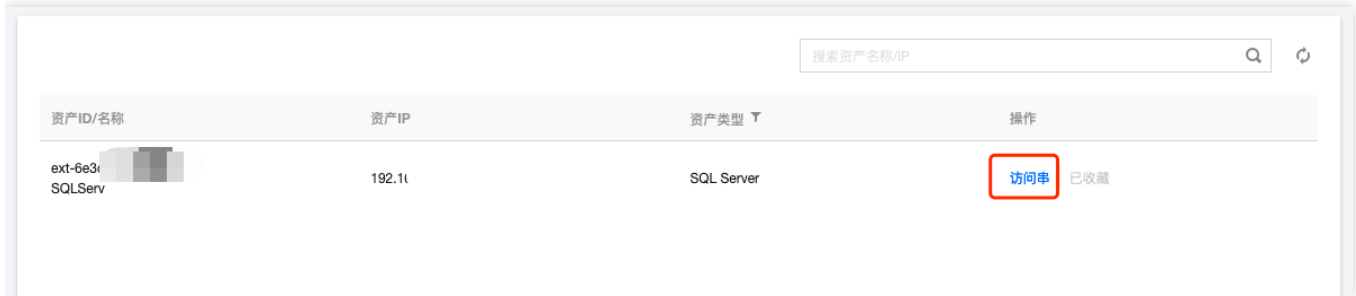 搜索资产名称/IP
资产ID/名称 资产IP 资产类型 操作
ext-6e3
SQLServ 192.1 SQL Server 访问串 已收藏